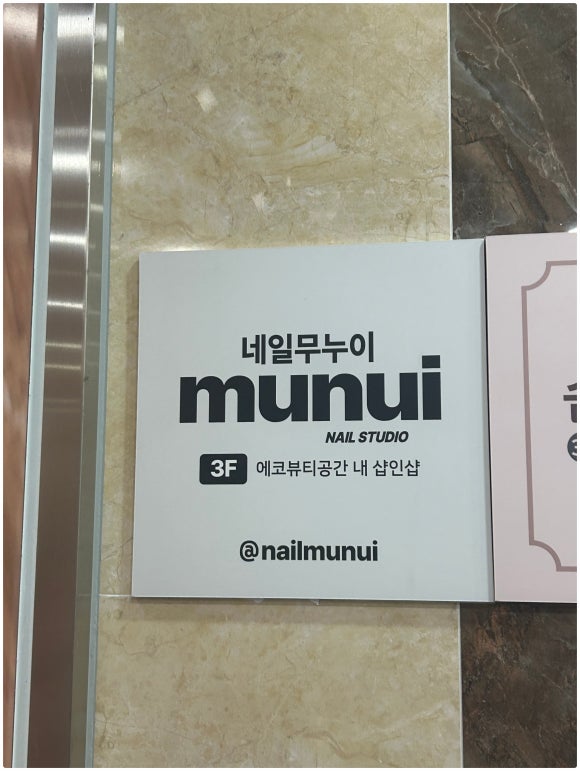 네일무누이
munui
NAIL STUDIO
3F 에코뷰티공간 내 샵인샵
@nailmunui